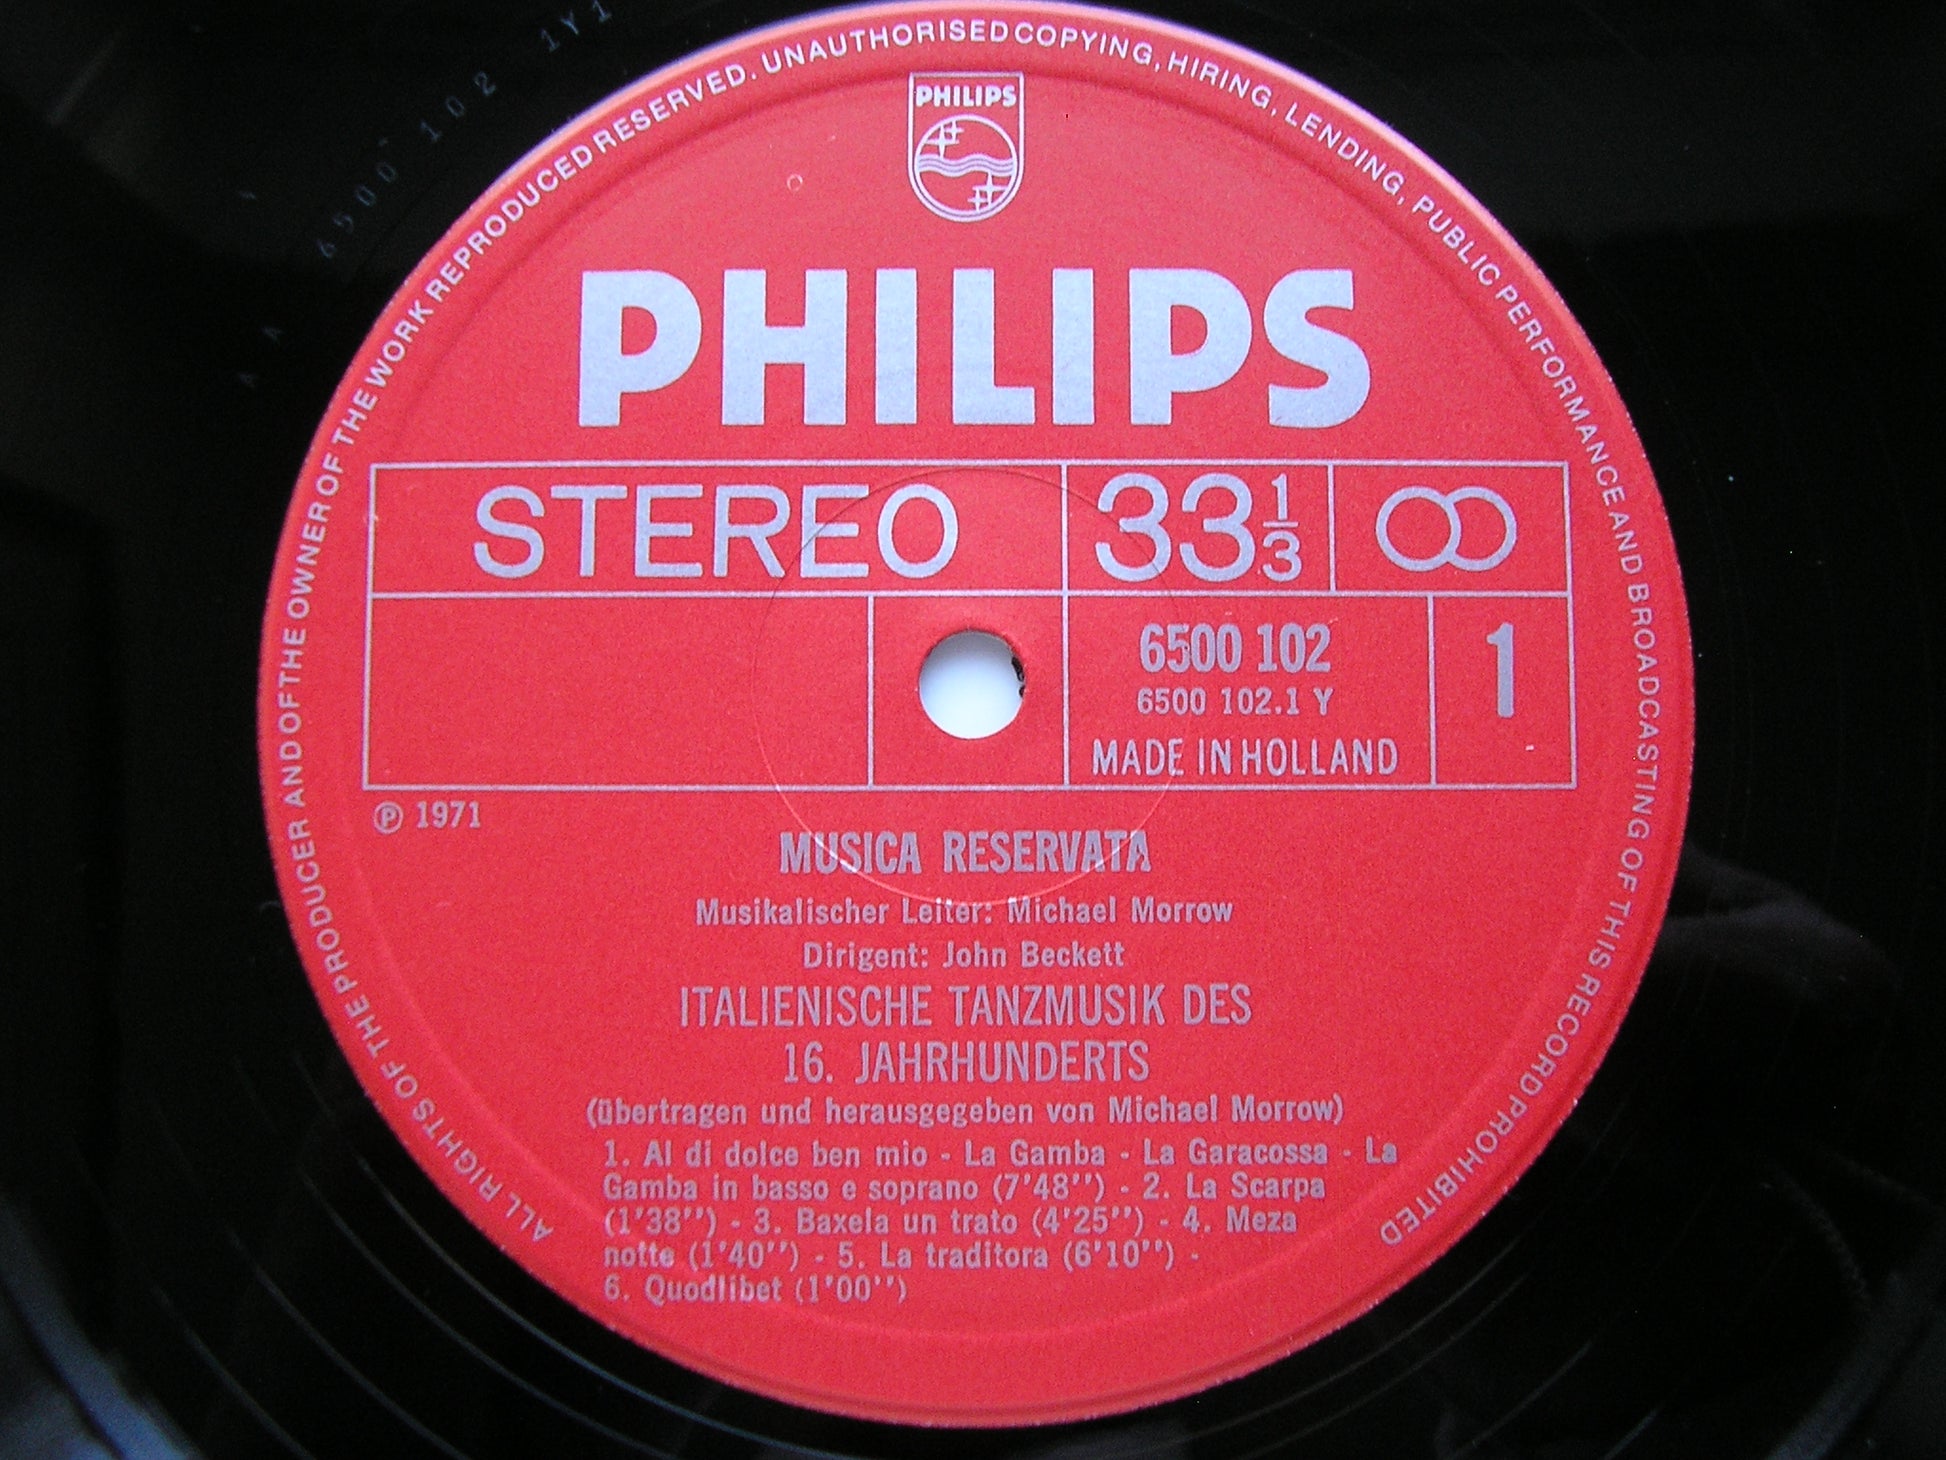 ALL RIGHTS OF THE PRODUCER AND OF THE OWNER OF THE WORK REPRODUCED RESERVED. UNAUTHORISED COPYING, HIRING, LENDING, PUBLIC PERFORMANCE AND BROADCASTING OF THIS RECORD PROHIBITED
6500 102 1Y1
PHILIPS
PHILIPS
STEREO 33 1/3
6500 102 1
6500 102.1 Y
MADE IN HOLLAND
℗ 1971
MUSICA RESERVATA
Musikalischer Leiter: Michael Morrow
Dirigent: John Beckett
ITALIENISCHE TANZMUSIK DES
16. JAHRHUNDERTS
(übertragen und herausgegeben von Michael Morrow)
1. Al di dolce ben mio - La Gamba - La Garacossa - La
Gamba in basso e soprano (7'48'') - 2. La Scarpa
(1'38'') - 3. Baxela un trato (4'25'') - 4. Meza
notte (1'40'') - 5. La traditora (6'10'') -
6. Quodlibet (1'00'')